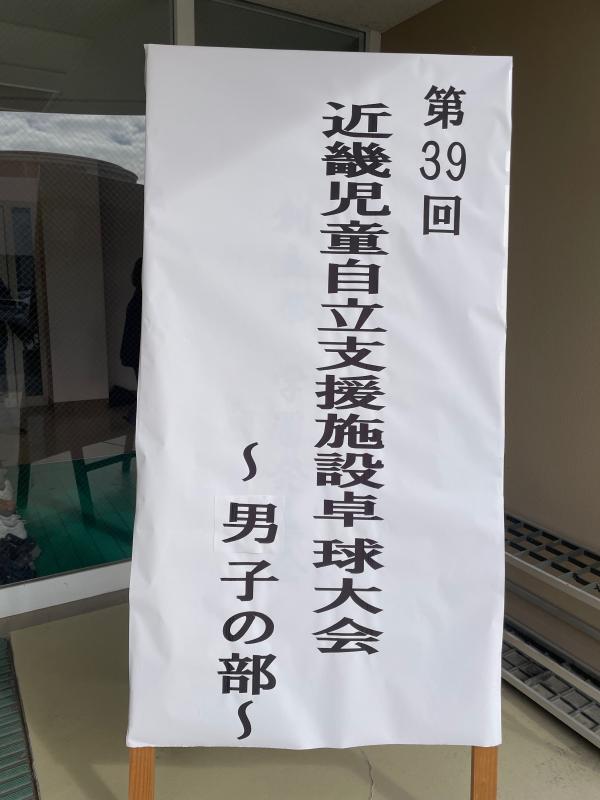 第39回
近畿児童自立支援施設卓球大会
～男子の部～